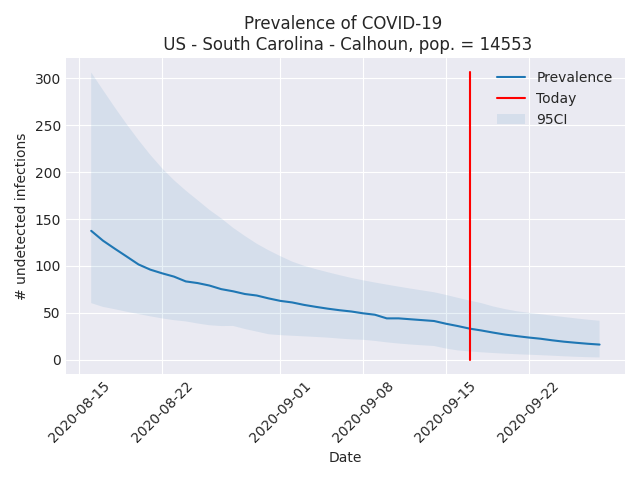 Prevalence of COVID-19
US - South Carolina - Calhoun, pop. = 14553
Prevalence
Today
95CI
# undetected infections
300
250
200
150
100
50
0
2020-08-15
2020-08-22
2020-09-01
2020-09-08
2020-09-15
2020-09-22
Date